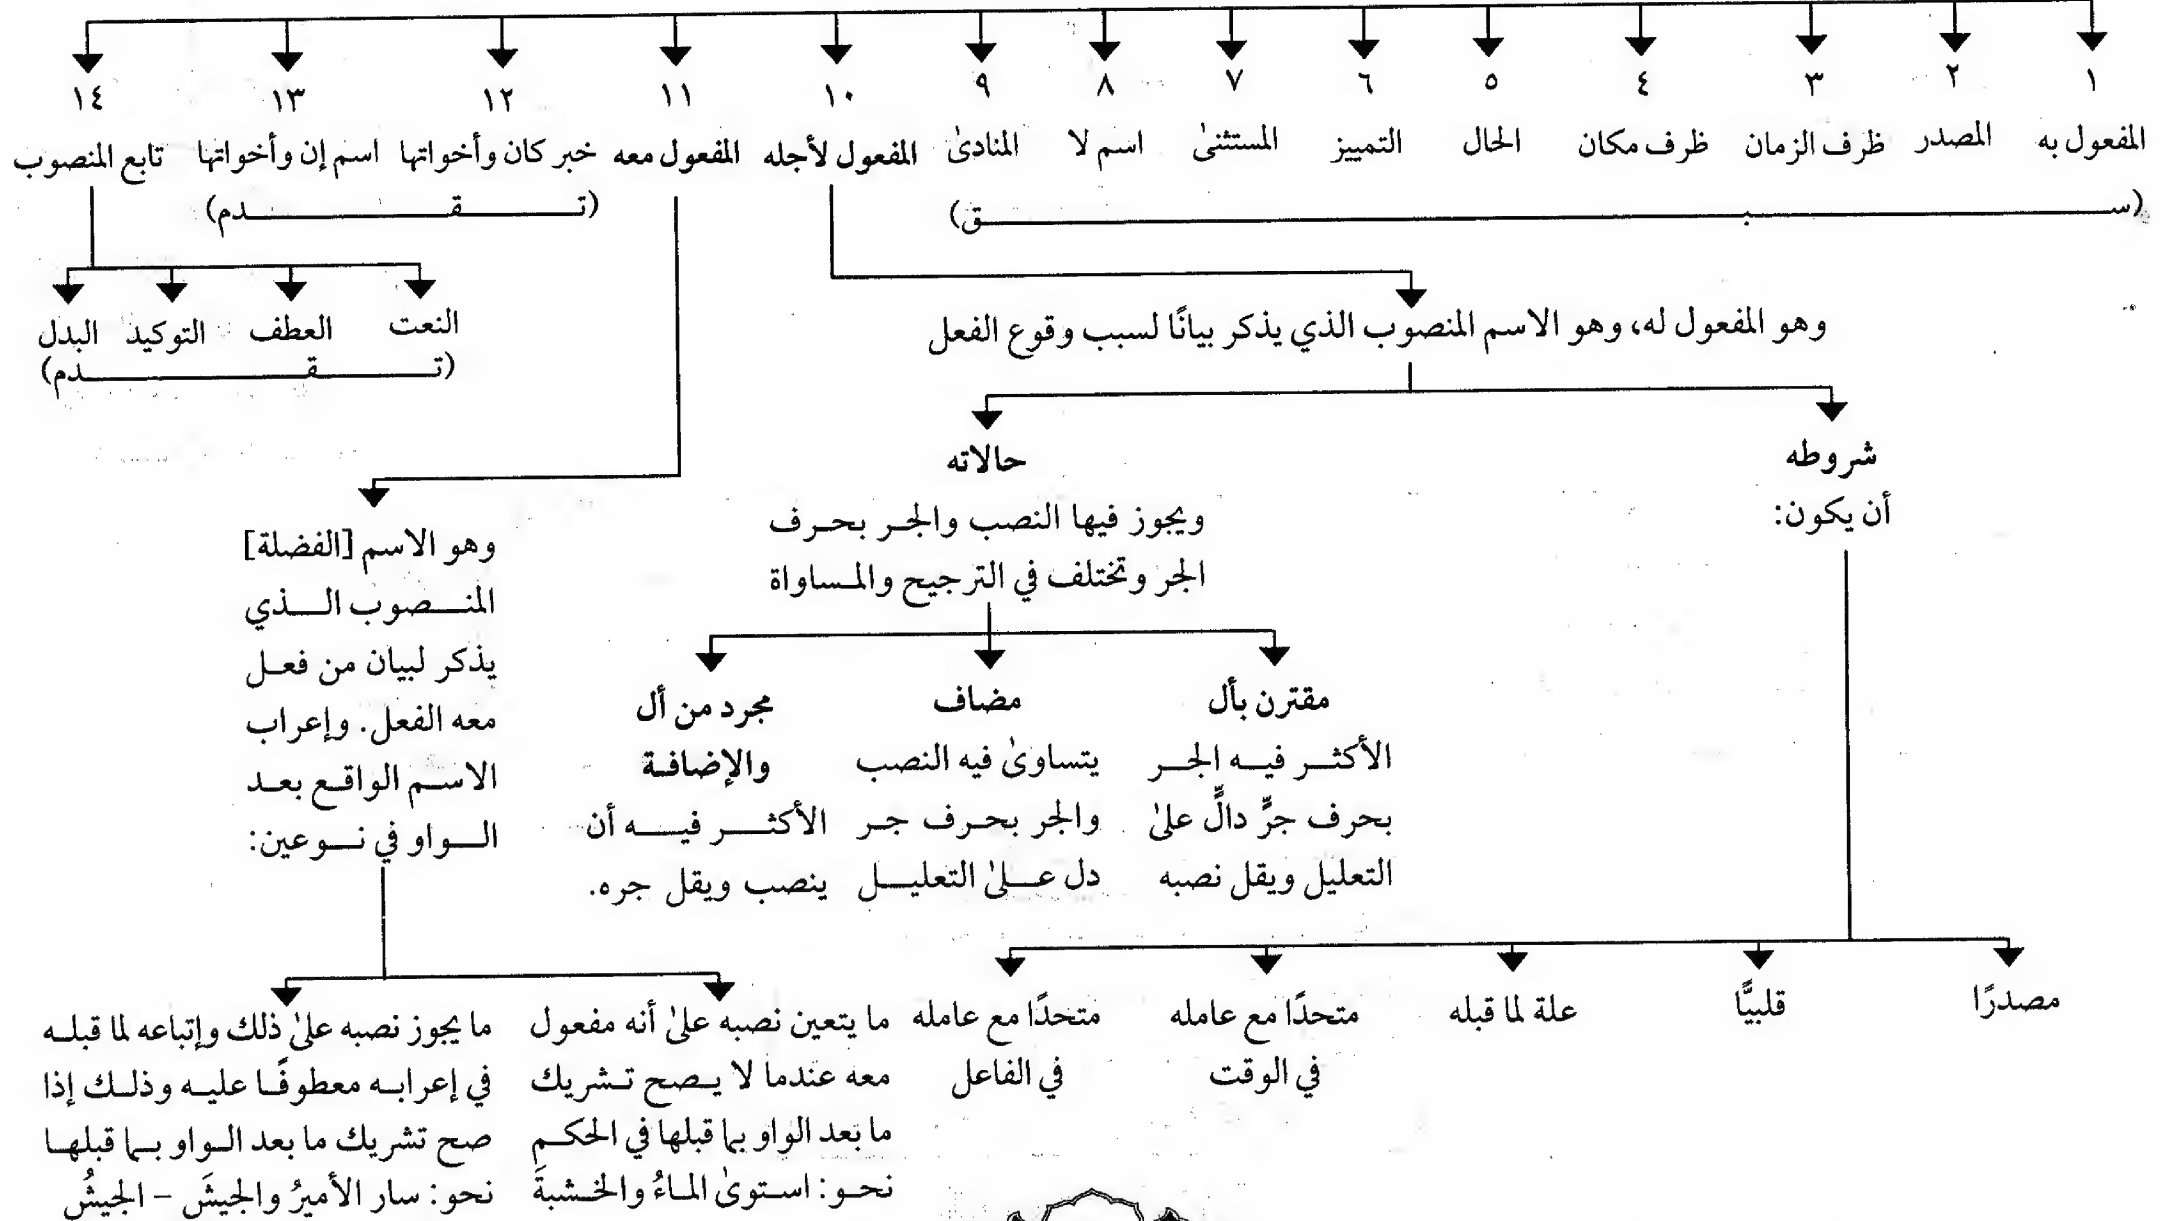 ١ ٢ ٣ ٤ ٥ ٦ ٧ ٨ ٩ ١٠ ١١ ١٢ ١٣ ١٤
المفعول به المصدر ظرف الزمان ظرف مكان الحال التمييز المستثنىٰ اسم لا المنادىٰ المفعول لأجله المفعول معه خبر كان وأخواتها اسم إن وأخواتها تابع المنصوب
(ســبــق) (تــقــدم)
النعت العطف التوكيد البدل
(تــقــدم)
وهو المفعول له، وهو الاسم المنصوب الذي يذكر بيانًا لسبب وقوع الفعل
شروطه
أن يكون:
مصدرًا
قلبيًّا
علة لما قبله
متحدًا مع عامله
في الوقت
متحدًا مع عامله
في الفاعل
حالاته
ويجوز فيها النصب والجر بحرف
الجر وتختلف في الترجيح والمساواة
مقترن بأل
الأكثر فيه الجر
بحرف جرٍّ دالٍّ علىٰ
التعليل ويقل نصبه
مضاف
يتساوىٰ فيه النصب
والجر بحرف جر
دل علىٰ التعليل
مجرد من أل
والإضافة
الأكثر فيه أن
ينصب ويقل جره.
وهو الاسم [الفضلة]
المنصوب الذي
يذكر لبيان من فعل
معه الفعل. وإعراب
الاسم الواقع بعد
الواو في نوعين:
ما يتعين نصبه علىٰ أنه مفعول
معه عندما لا يصح تشريك
ما بعد الواو بما قبلها في الحكم
نحو: استوىٰ الماءُ والخشبةَ
ما يجوز نصبه علىٰ ذلك وإتباعه لما قبله
في إعرابه معطوفًا عليه وذلك إذا
صح تشريك ما بعد الواو بما قبلها
نحو: سار الأميرُ والجيشَ – الجيشُ